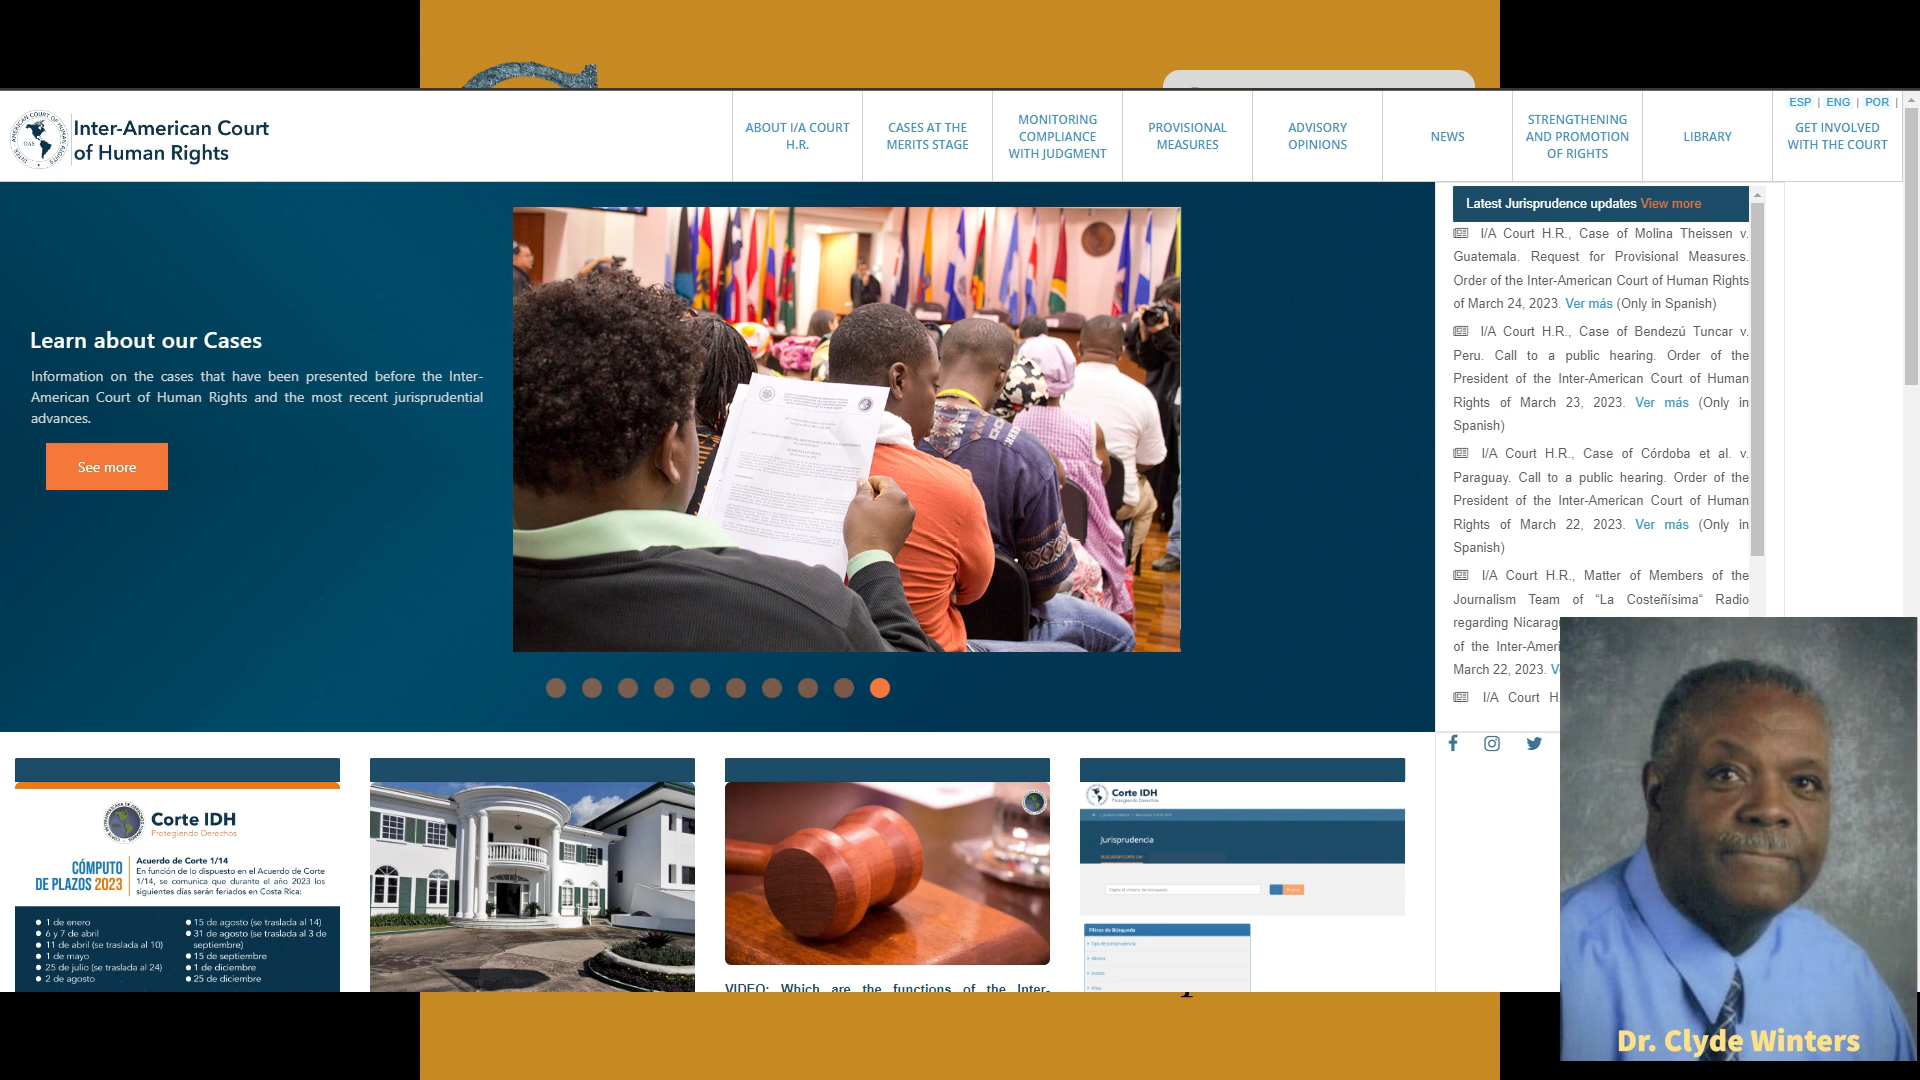 Inter-American Court
of Human Rights
ABOUT I/A COURT
H.R.
CASES AT THE
MERITS STAGE
MONITORING
COMPLIANCE
WITH JUDGMENT
PROVISIONAL
MEASURES
ADVISORY
OPINIONS
NEWS
STRENGTHENING
AND PROMOTION
OF RIGHTS
LIBRARY
ESP | ENG | POR |
GET INVOLVED
WITH THE COURT
Learn about our Cases
Information on the cases that have been presented before the Inter-
American Court of Human Rights and the most recent jurisprudential
advances.
See more
Latest Jurisprudence updates View more
I/A Court H.R., Case of Molina Theissen v.
Guatemala. Request for Provisional Measures.
Order of the Inter-American Court of Human Rights
of March 24, 2023. Ver más (Only in Spanish)
I/A Court H.R., Case of Bendezú Tuncar v.
Peru. Call to a public hearing. Order of the
President of the Inter-American Court of Human
Rights of March 23, 2023. Ver más (Only in
Spanish)
I/A Court H.R., Case of Córdoba et al. v.
Paraguay. Call to a public hearing. Order of the
President of the Inter-American Court of Human
Rights of March 22, 2023. Ver más (Only in
Spanish)
I/A Court H.R., Matter of Members of the
Journalism Team of “La Costeñísima“ Radio
regarding Nicarag
of the Inter-Ameri
March 22, 2023. V
I/A Court H
Corte IDH
Protegiendo Derechos
CÓMPUTO
DE PLAZOS 2023
Acuerdo de Corte 1/14
En función de lo dispuesto en el Acuerdo de Corte
1/14, se comunica que durante el año 2023 los
siguientes días serán feriados en Costa Rica:
1 de enero
6 y 7 de abril
11 de abril (se traslada al 10)
1 de mayo
25 de julio (se traslada al 24)
2 de agosto
15 de agosto (se traslada al 14)
31 de agosto (se traslada al 3 de
septiembre)
15 de septiembre
1 de diciembre
25 de diciembre
VIDEO: Which are the functions of the Inter-
Corte IDH
Protegiendo Derechos
Jurisprudencia
Filtros de Búsqueda
Tipo de Jurisprudencia
Idioma
Estado
Años
Dr. Clyde Winters